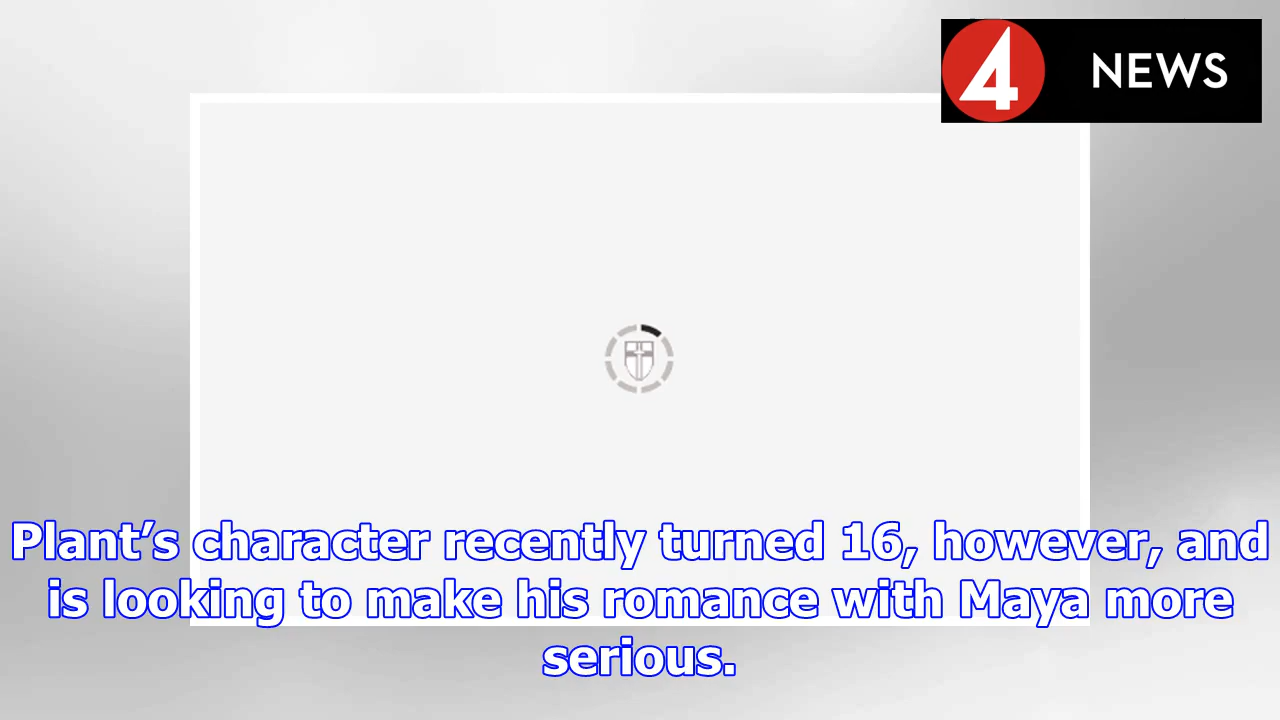 4 NEWS
Plant’s character recently turned 16, however, and
is looking to make his romance with Maya more
serious.